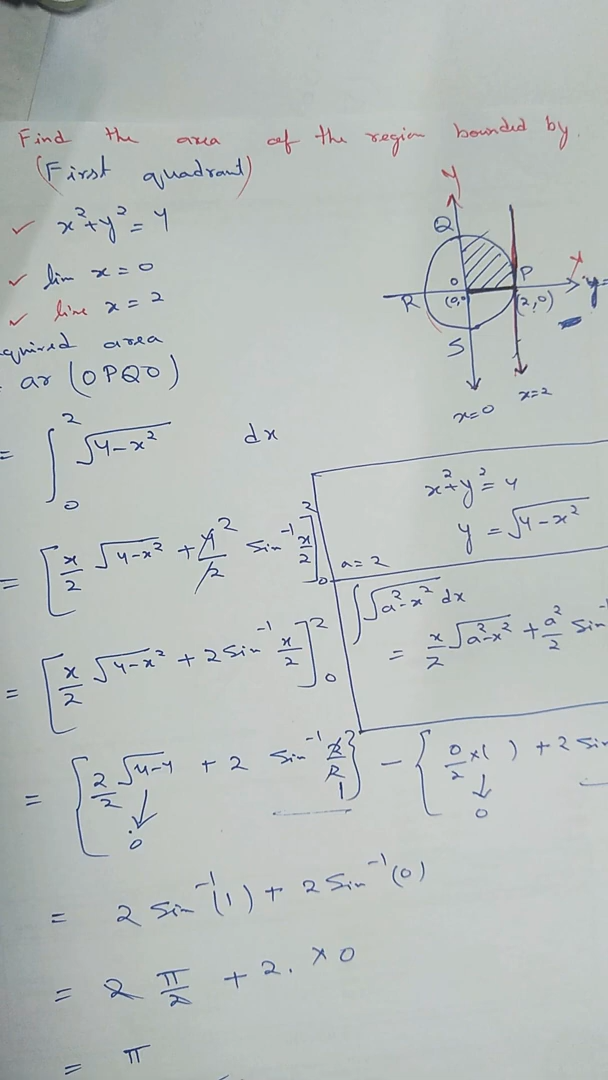 Find the area of the region bounded by.
(First quadrant)
x²+y² = 4
lim x = 0
line x = 2
quired area
ar (OPQO)
y
Q
0
P
x
R
(0,0
(2,0)
y=
S
x=0
x=2
= ∫₀² √4-x² dx
x²+y² = 4
y = √4-x²
= [x/2 √4-x² + 4/2 Sin⁻¹ x/2]₀²
a=2
∫√a²-x² dx
= x/2 √a²-x² + a²/2 Sin⁻
= [x/2 √4-x² + 2 Sin⁻¹ x/2]₀²
= {2/2 √4-4 + 2 Sin⁻¹ 2/2} - {0/2 ×( ) + 2 Sin
0
1
0
= 2 Sin⁻¹(1) + 2 Sin⁻¹(0)
= 2 π/2 + 2. × 0
= π